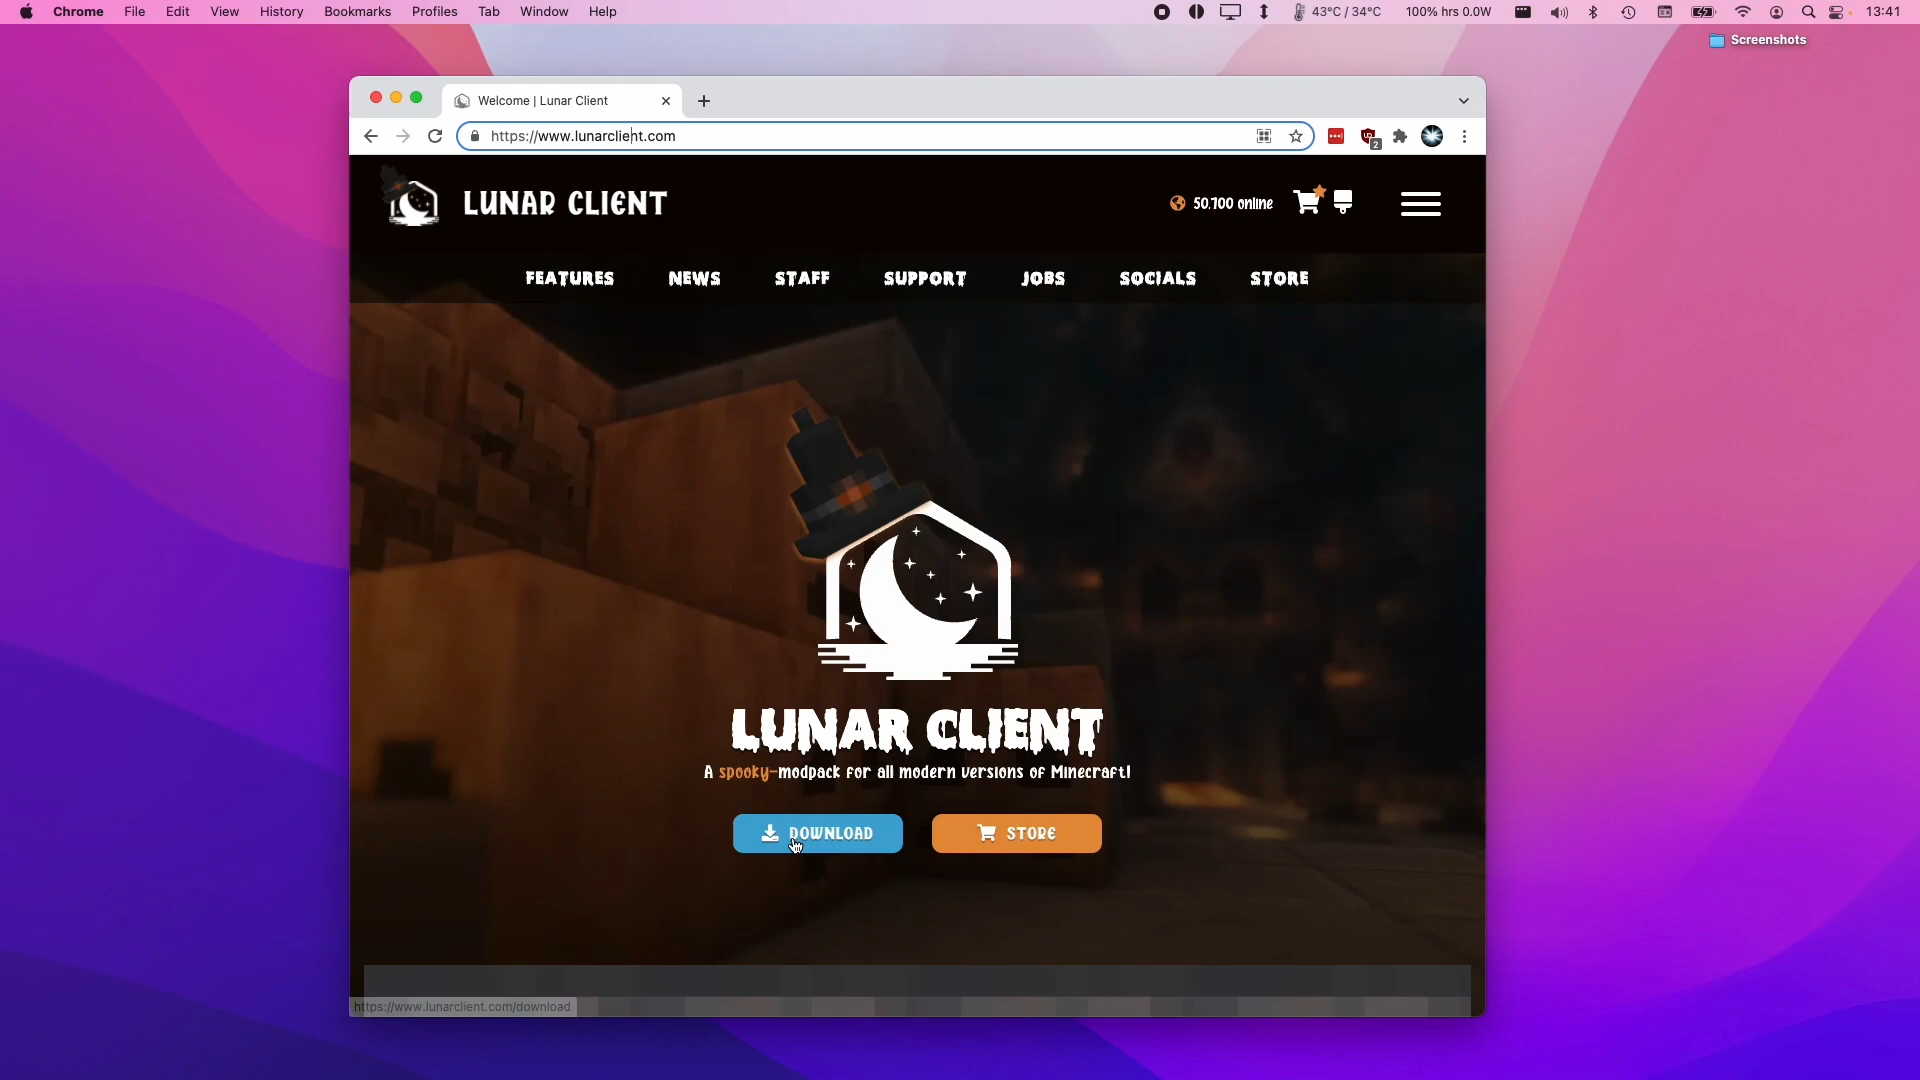 Chrome File Edit View History Bookmarks Profiles Tab Window Help
43°C / 34°C 100% hrs 0.0W 13:41
Screenshots
Welcome | Lunar Client
https://www.lunarclient.com
2
LUNAR CLIENT
50.100 online
FEATURES NEWS STAFF SUPPORT JOBS SOCIALS STORE
LUNAR CLIENT
A spooky-modpack for all modern versions of Minecraft!
DOWNLOAD STORE
https://www.lunarclient.com/download